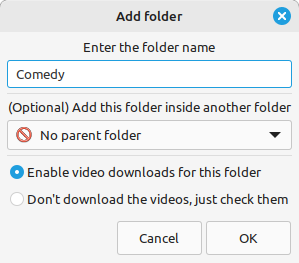 Add folder
Enter the folder name
Comedy
(Optional) Add this folder inside another folder
No parent folder
Enable video downloads for this folder
Don't download the videos, just check them
Cancel OK